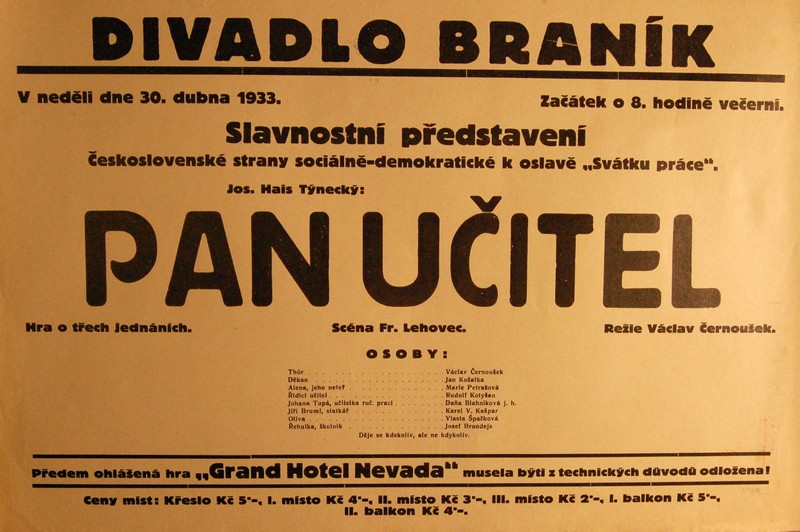 DIVADLO BRANÍK
V neděli dne 30. dubna 1933. Začátek o 8. hodině večerní.
Slavnostní představení
československé strany sociálně-demokratické k oslavě „Svátku práce“.
Jos. Hais Týnecký:
PAN UČITEL
Hra o třech jednáních. Scéna Fr. Lehovec. Režie Václav Černoušek.
OSOBY:
Thór . . . . . . . . . . . . . . . . Václav Černoušek
Děkan . . . . . . . . . . . . . . . . Jan Košatka
Alena, jeho neteř . . . . . . . . . . . . Marie Petrašová
Řídící učitel . . . . . . . . . . . . . . Rudolf Kotyšan
Johana Tupá, učitelka ruč. prací . . . . . . Daňa Blahníková j. h.
Jiří Bruml, statkář . . . . . . . . . . . . Karel V. Kašpar
Oliva . . . . . . . . . . . . . . . . Vlasta Špačková
Řehulka, školník . . . . . . . . . . . . Josef Brandejs
Děje se kdekoliv, ale ne kdykoliv.
Předem ohlášená hra „Grand Hotel Nevada“ musela býti z technických důvodů odložena!
Ceny míst: Křeslo Kč 5·-, I. místo Kč 4·-, II. místo Kč 3·-, III. místo Kč 2·-, I. balkon Kč 5·-,
II. balkon Kč 4·-.